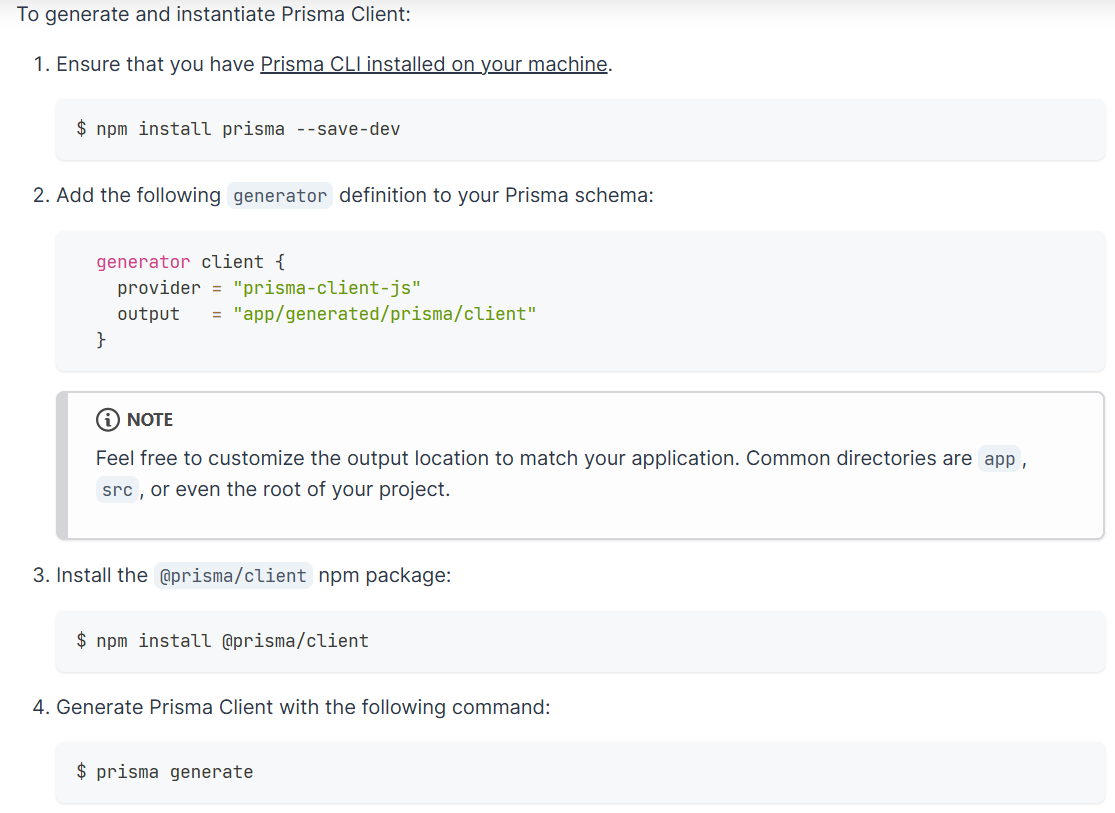 To generate and instantiate Prisma Client:
1. Ensure that you have Prisma CLI installed on your machine.
$ npm install prisma --save-dev
2. Add the following generator definition to your Prisma schema:
generator client {
  provider = "prisma-client-js"
  output   = "app/generated/prisma/client"
}
NOTE
Feel free to customize the output location to match your application. Common directories are app,
src, or even the root of your project.
3. Install the @prisma/client npm package:
$ npm install @prisma/client
4. Generate Prisma Client with the following command:
$ prisma generate